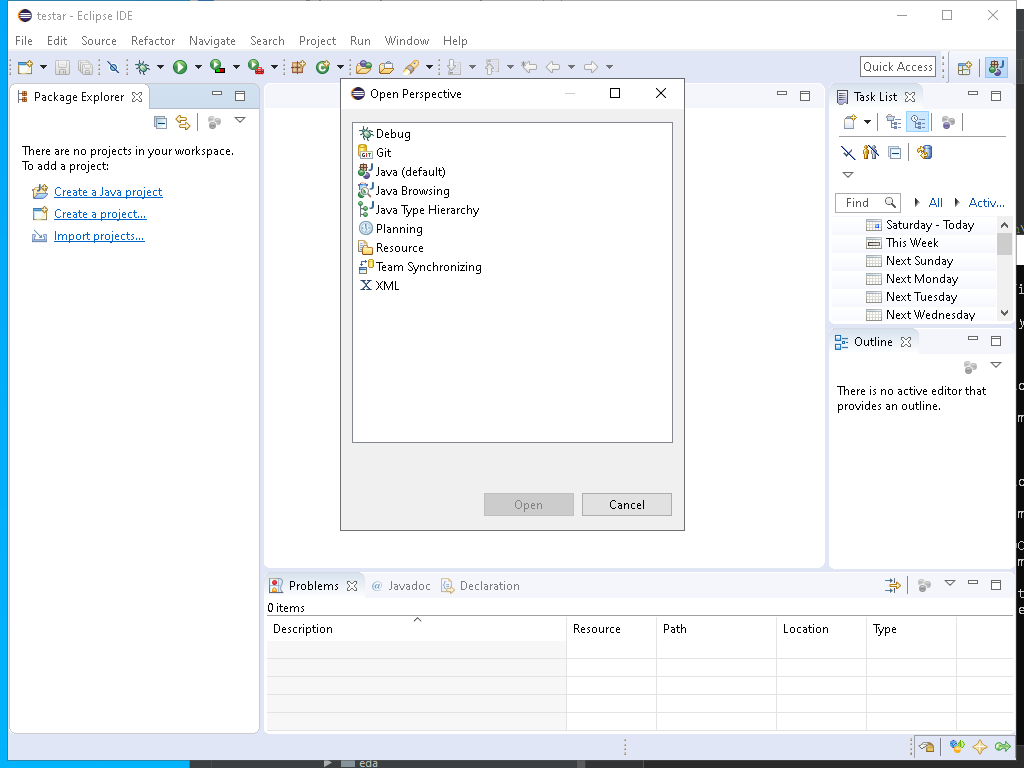 testar - Eclipse IDE
File Edit Source Refactor Navigate Search Project Run Window Help
Quick Access
Package Explorer
There are no projects in your workspace.
To add a project:
Create a Java project
Create a project...
Import projects...
Open Perspective
Debug
GIT
Git
Java (default)
Java Browsing
Java Type Hierarchy
Planning
Resource
Team Synchronizing
XML
Open
Cancel
Task List
Find
All
Activ...
Saturday - Today
This Week
Next Sunday
Next Monday
Next Tuesday
Next Wednesday
Outline
There is no active editor that
provides an outline.
Problems
@ Javadoc
Declaration
0 items
Description Resource Path Location Type
eda